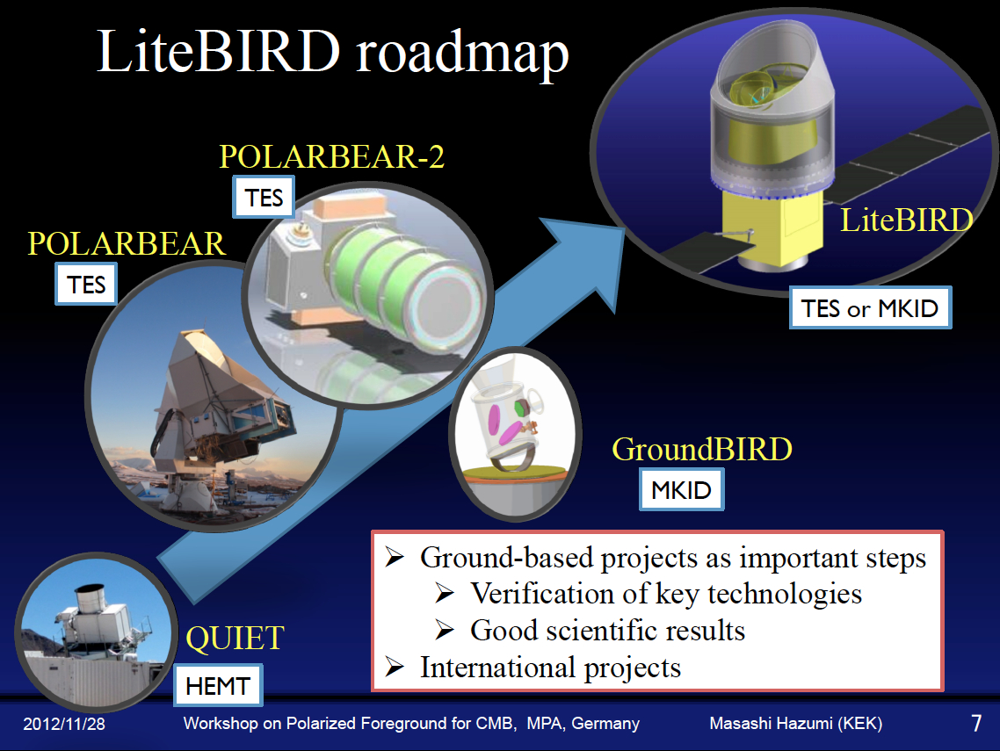 LiteBIRD roadmap
POLARBEAR-2
TES
POLARBEAR
TES
LiteBIRD
TES or MKID
GroundBIRD
MKID
QUIET
HEMT
➢ Ground-based projects as important steps
➢ Verification of key technologies
➢ Good scientific results
➢ International projects
2012/11/28 Workshop on Polarized Foreground for CMB, MPA, Germany Masashi Hazumi (KEK) 7